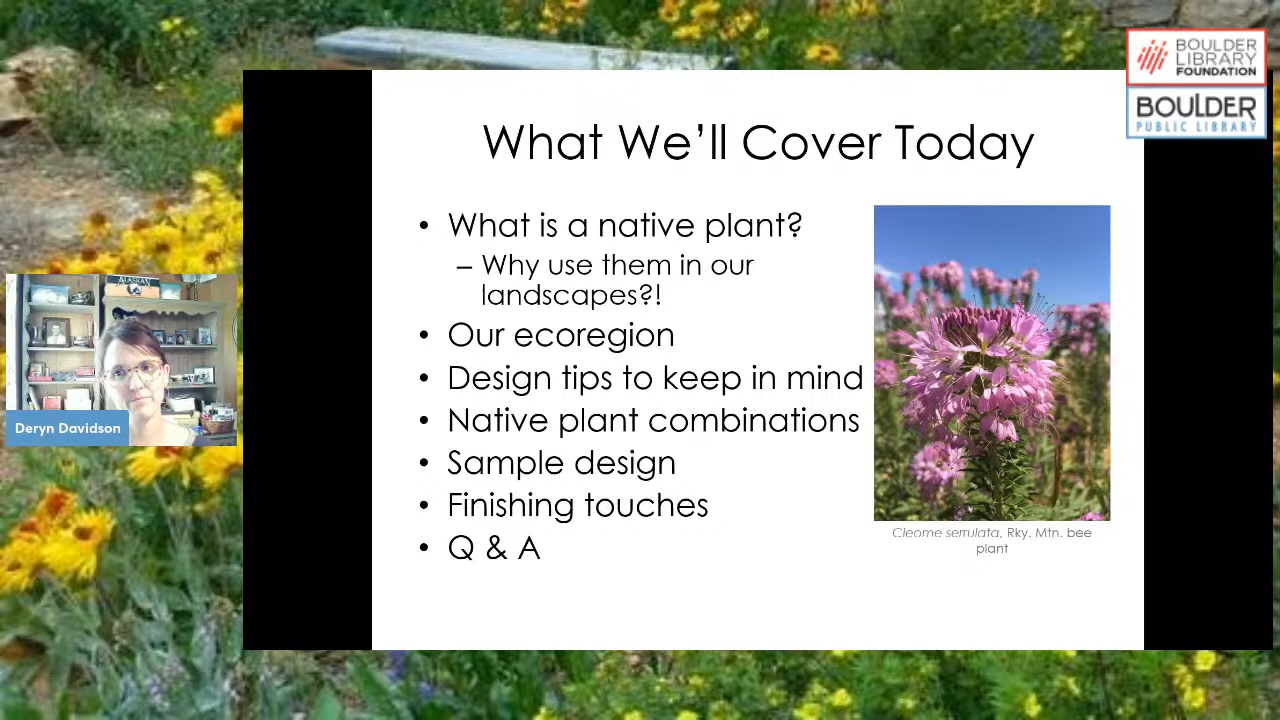 BOULDER
LIBRARY
FOUNDATION
BOULDER
PUBLIC LIBRARY
What We'll Cover Today
• What is a native plant?
– Why use them in our
landscapes?!
• Our ecoregion
• Design tips to keep in mind
• Native plant combinations
• Sample design
• Finishing touches
• Q & A
Cleome serrulata, Rky. Mtn. bee
plant
ALASKAN
Deryn Davidson